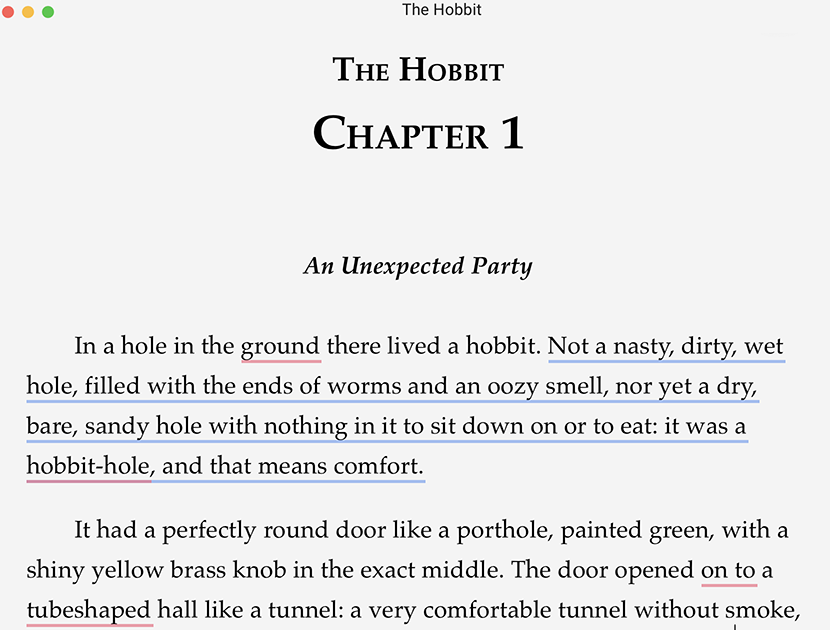 The Hobbit
The Hobbit
Chapter 1
An Unexpected Party
In a hole in the ground there lived a hobbit. Not a nasty, dirty, wet
hole, filled with the ends of worms and an oozy smell, nor yet a dry,
bare, sandy hole with nothing in it to sit down on or to eat: it was a
hobbit-hole, and that means comfort.
It had a perfectly round door like a porthole, painted green, with a
shiny yellow brass knob in the exact middle. The door opened on to a
tubeshaped hall like a tunnel: a very comfortable tunnel without smoke,